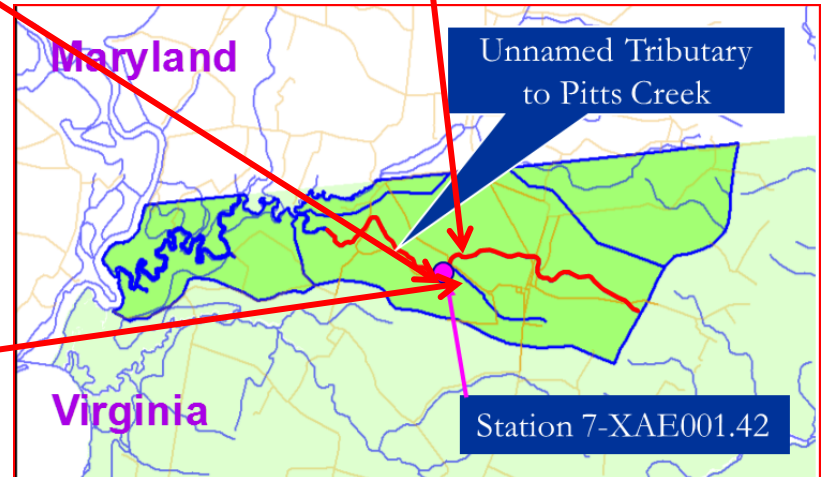 Maryland
Unnamed Tributary
to Pitts Creek
Virginia
Station 7-XAE001.42